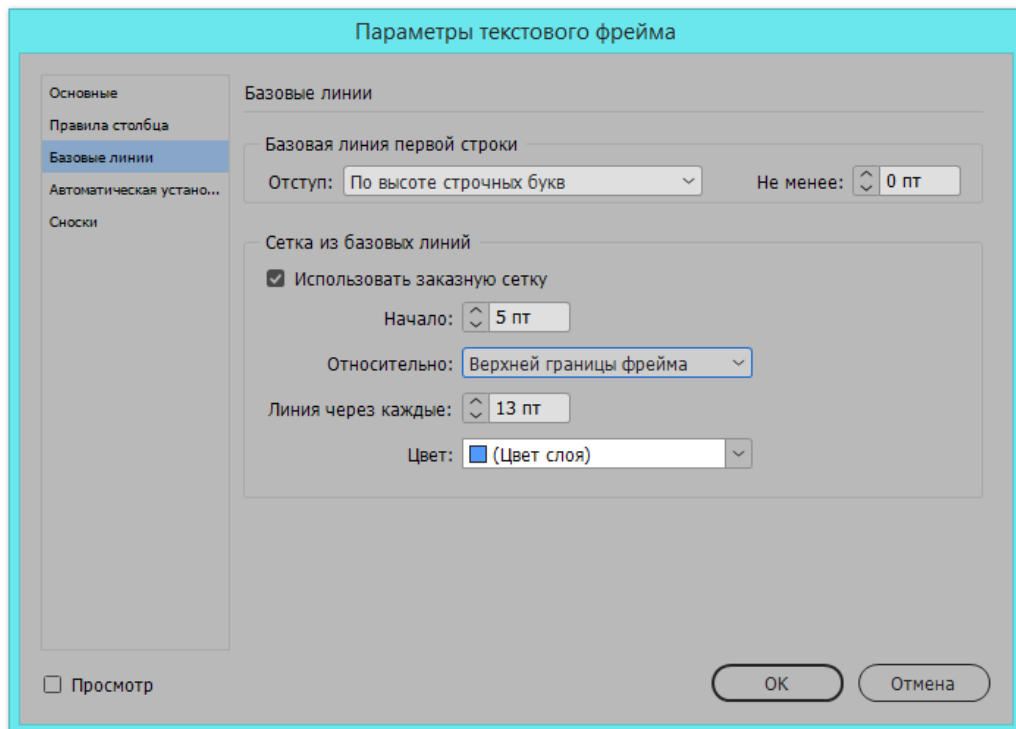 Параметры текстового фрейма
Основные
Правила столбца
Базовые линии
Автоматическая устано...
Сноски
Базовые линии
Базовая линия первой строки
Отступ: По высоте строчных букв Не менее: 0 пт
Сетка из базовых линий
Использовать заказную сетку
Начало: 5 пт
Относительно: Верхней границы фрейма
Линия через каждые: 13 пт
Цвет: (Цвет слоя)
Просмотр OK Отмена